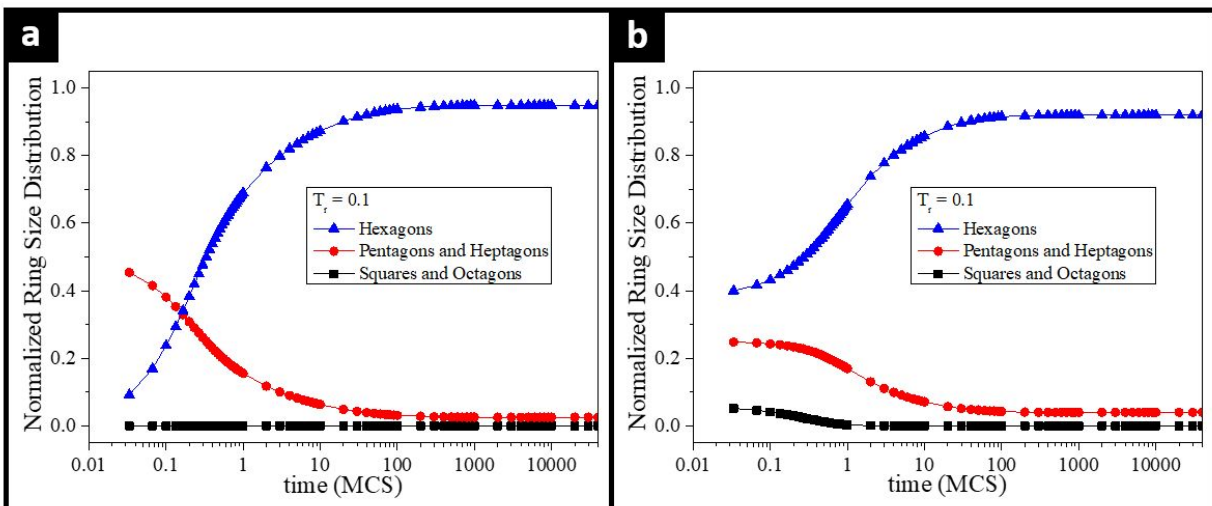 a
Normalized Ring Size Distribution
1.0
0.8
0.6
0.4
0.2
0.0
T_r = 0.1
Hexagons
Pentagons and Heptagons
Squares and Octagons
0.01 0.1 1 10 100 1000 10000
time (MCS)
b
Normalized Ring Size Distribution
1.0
0.8
0.6
0.4
0.2
0.0
T_r = 0.1
Hexagons
Pentagons and Heptagons
Squares and Octagons
0.01 0.1 1 10 100 1000 10000
time (MCS)